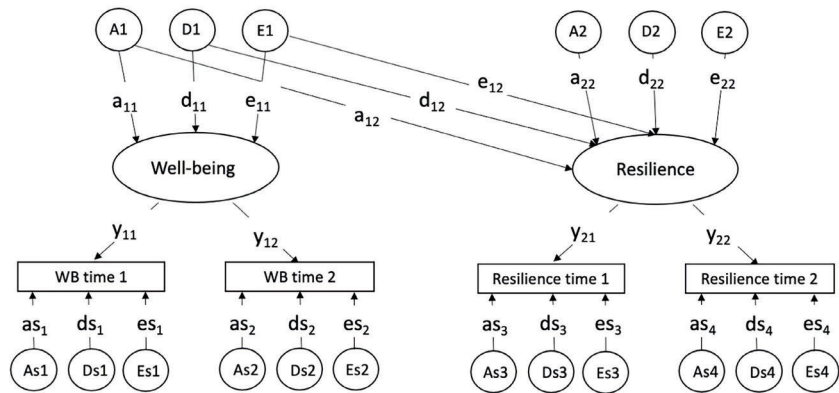 A1 D1 E1 A2 D2 E2
a₁₁ d₁₁ e₁₁ a₁₂ d₁₂ e₁₂ a₂₂ d₂₂ e₂₂
Well-being Resilience
y₁₁ y₁₂ y₂₁ y₂₂
WB time 1 WB time 2 Resilience time 1 Resilience time 2
as₁ ds₁ es₁ as₂ ds₂ es₂ as₃ ds₃ es₃ as₄ ds₄ es₄
As1 Ds1 Es1 As2 Ds2 Es2 As3 Ds3 Es3 As4 Ds4 Es4